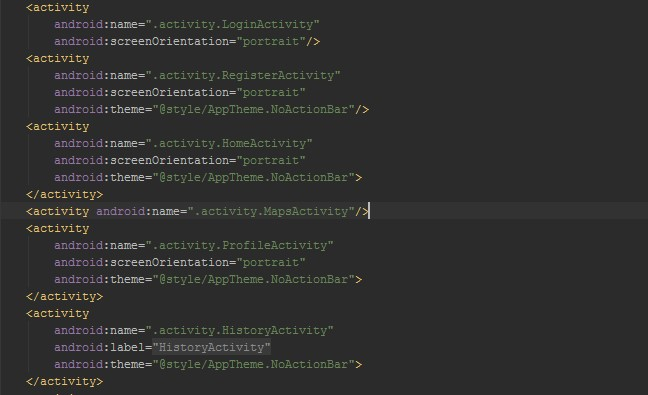 <activity
android:name=".activity.LoginActivity"
android:screenOrientation="portrait"/>
<activity
android:name=".activity.RegisterActivity"
android:screenOrientation="portrait"
android:theme="@style/AppTheme.NoActionBar"/>
<activity
android:name=".activity.HomeActivity"
android:screenOrientation="portrait"
android:theme="@style/AppTheme.NoActionBar">
</activity>
<activity android:name=".activity.MapsActivity"/>
<activity
android:name=".activity.ProfileActivity"
android:screenOrientation="portrait"
android:theme="@style/AppTheme.NoActionBar">
</activity>
<activity
android:name=".activity.HistoryActivity"
android:label="HistoryActivity"
android:theme="@style/AppTheme.NoActionBar">
</activity>